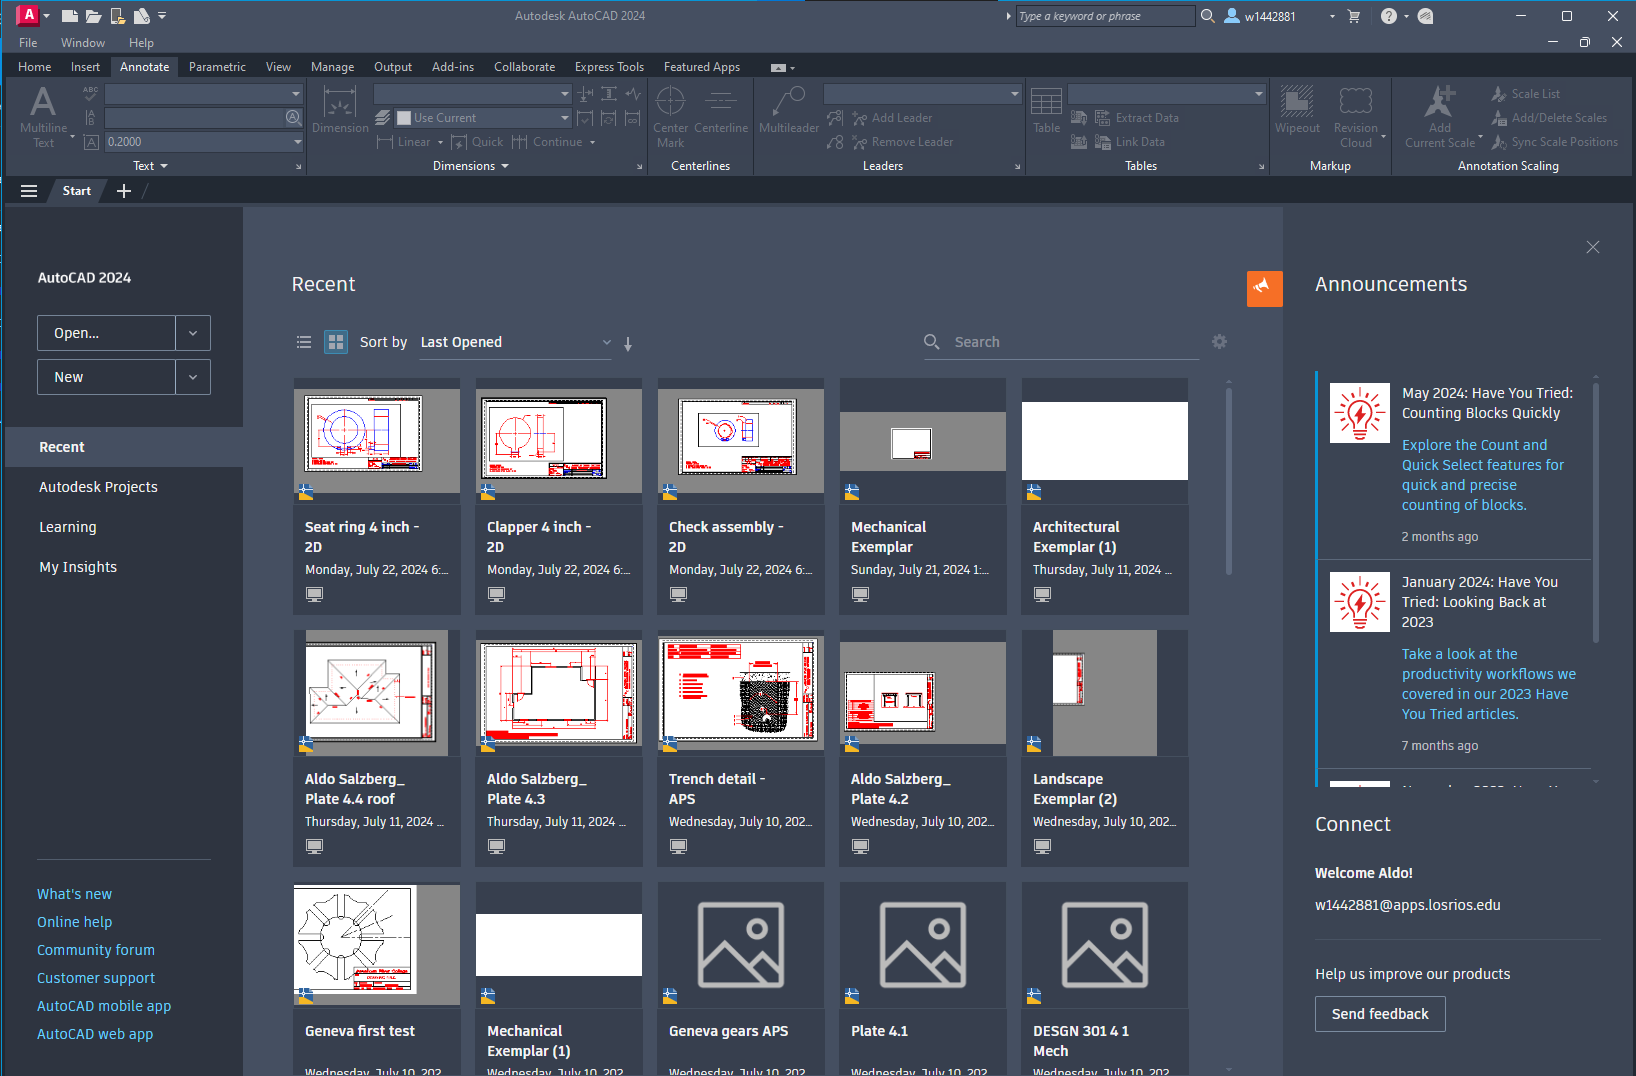 Autodesk AutoCAD 2024
Type a keyword or phrase
w1442881
File Window Help
Home Insert Annotate Parametric View Manage Output Add-ins Collaborate Express Tools Featured Apps
Multiline Text
ABC
0.2000
Text
Dimension
Use Current
Linear Quick Continue
Dimensions
Center Mark
Centerline
Centerlines
Multileader
Add Leader
Remove Leader
Leaders
Table
Extract Data
Link Data
Tables
Wipeout
Revision Cloud
Markup
Add Current Scale
Scale List
Add/Delete Scales
Sync Scale Positions
Annotation Scaling
Start
AutoCAD 2024
Open...
New
Recent
Autodesk Projects
Learning
My Insights
What's new
Online help
Community forum
Customer support
AutoCAD mobile app
AutoCAD web app
Recent
Sort by Last Opened
Search
Seat ring 4 inch -
2D
Monday, July 22, 2024 6:...
Clapper 4 inch -
2D
Monday, July 22, 2024 6:...
Check assembly -
2D
Monday, July 22, 2024 6:...
Mechanical
Exemplar
Sunday, July 21, 2024 1:...
Architectural
Exemplar (1)
Thursday, July 11, 2024 ...
Aldo Salzberg_
Plate 4.4 roof
Thursday, July 11, 2024 ...
Aldo Salzberg_
Plate 4.3
Thursday, July 11, 2024 ...
Trench detail -
APS
Wednesday, July 10, 202...
Aldo Salzberg_
Plate 4.2
Wednesday, July 10, 202...
Landscape
Exemplar (2)
Wednesday, July 10, 202...
Geneva first test
Wednesday, July 10, 202
Mechanical
Exemplar (1)
Wednesday, July 10, 202
Geneva gears APS
Wednesday, July 10, 202
Plate 4.1
Wednesday, July 10, 202
DESGN 301 4 1
Mech
Wednesday, July 10, 202
Announcements
May 2024: Have You Tried:
Counting Blocks Quickly
Explore the Count and
Quick Select features for
quick and precise
counting of blocks.
2 months ago
January 2024: Have You
Tried: Looking Back at
2023
Take a look at the
productivity workflows we
covered in our 2023 Have
You Tried articles.
7 months ago
Connect
Welcome Aldo!
w1442881@apps.losrios.edu
Help us improve our products
Send feedback